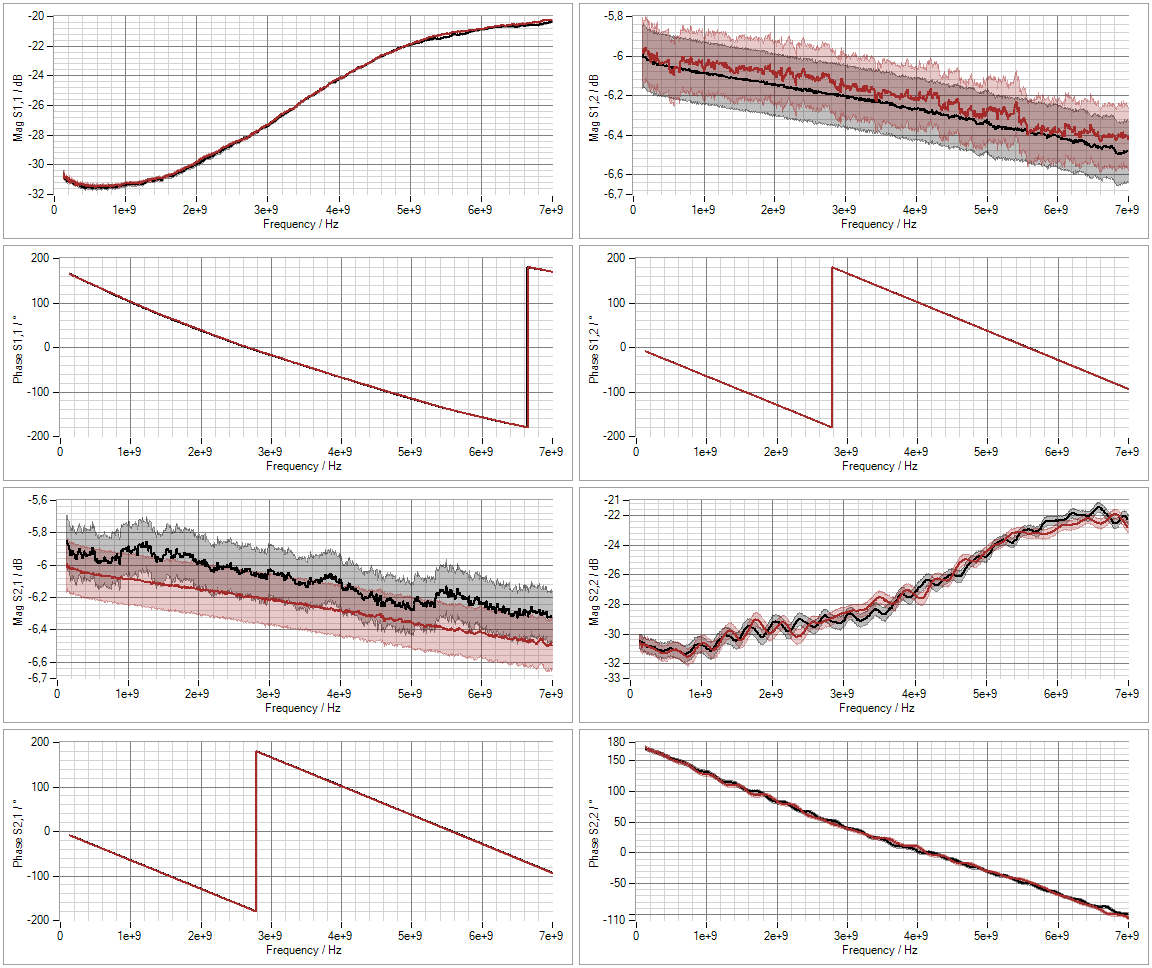 -20
-22
-24
-26
-28
-30
-32
Mag S1,1 / dB
0 1e+9 2e+9 3e+9 4e+9 5e+9 6e+9 7e+9
Frequency / Hz
-5,8
-6
-6,2
-6,4
-6,6
-6,7
Mag S1,2 / dB
0 1e+9 2e+9 3e+9 4e+9 5e+9 6e+9 7e+9
Frequency / Hz
200
100
0
-100
-200
Phase S1,1 / °
0 1e+9 2e+9 3e+9 4e+9 5e+9 6e+9 7e+9
Frequency / Hz
200
100
0
-100
-200
Phase S1,2 / °
0 1e+9 2e+9 3e+9 4e+9 5e+9 6e+9 7e+9
Frequency / Hz
-5,6
-5,8
-6
-6,2
-6,4
-6,6
-6,7
Mag S2,1 / dB
0 1e+9 2e+9 3e+9 4e+9 5e+9 6e+9 7e+9
Frequency / Hz
-21
-22
-24
-26
-28
-30
-32
-33
Mag S2,2 / dB
0 1e+9 2e+9 3e+9 4e+9 5e+9 6e+9 7e+9
Frequency / Hz
200
100
0
-100
-200
Phase S2,1 / °
0 1e+9 2e+9 3e+9 4e+9 5e+9 6e+9 7e+9
Frequency / Hz
180
150
100
50
0
-50
-110
Phase S2,2 / °
0 1e+9 2e+9 3e+9 4e+9 5e+9 6e+9 7e+9
Frequency / Hz